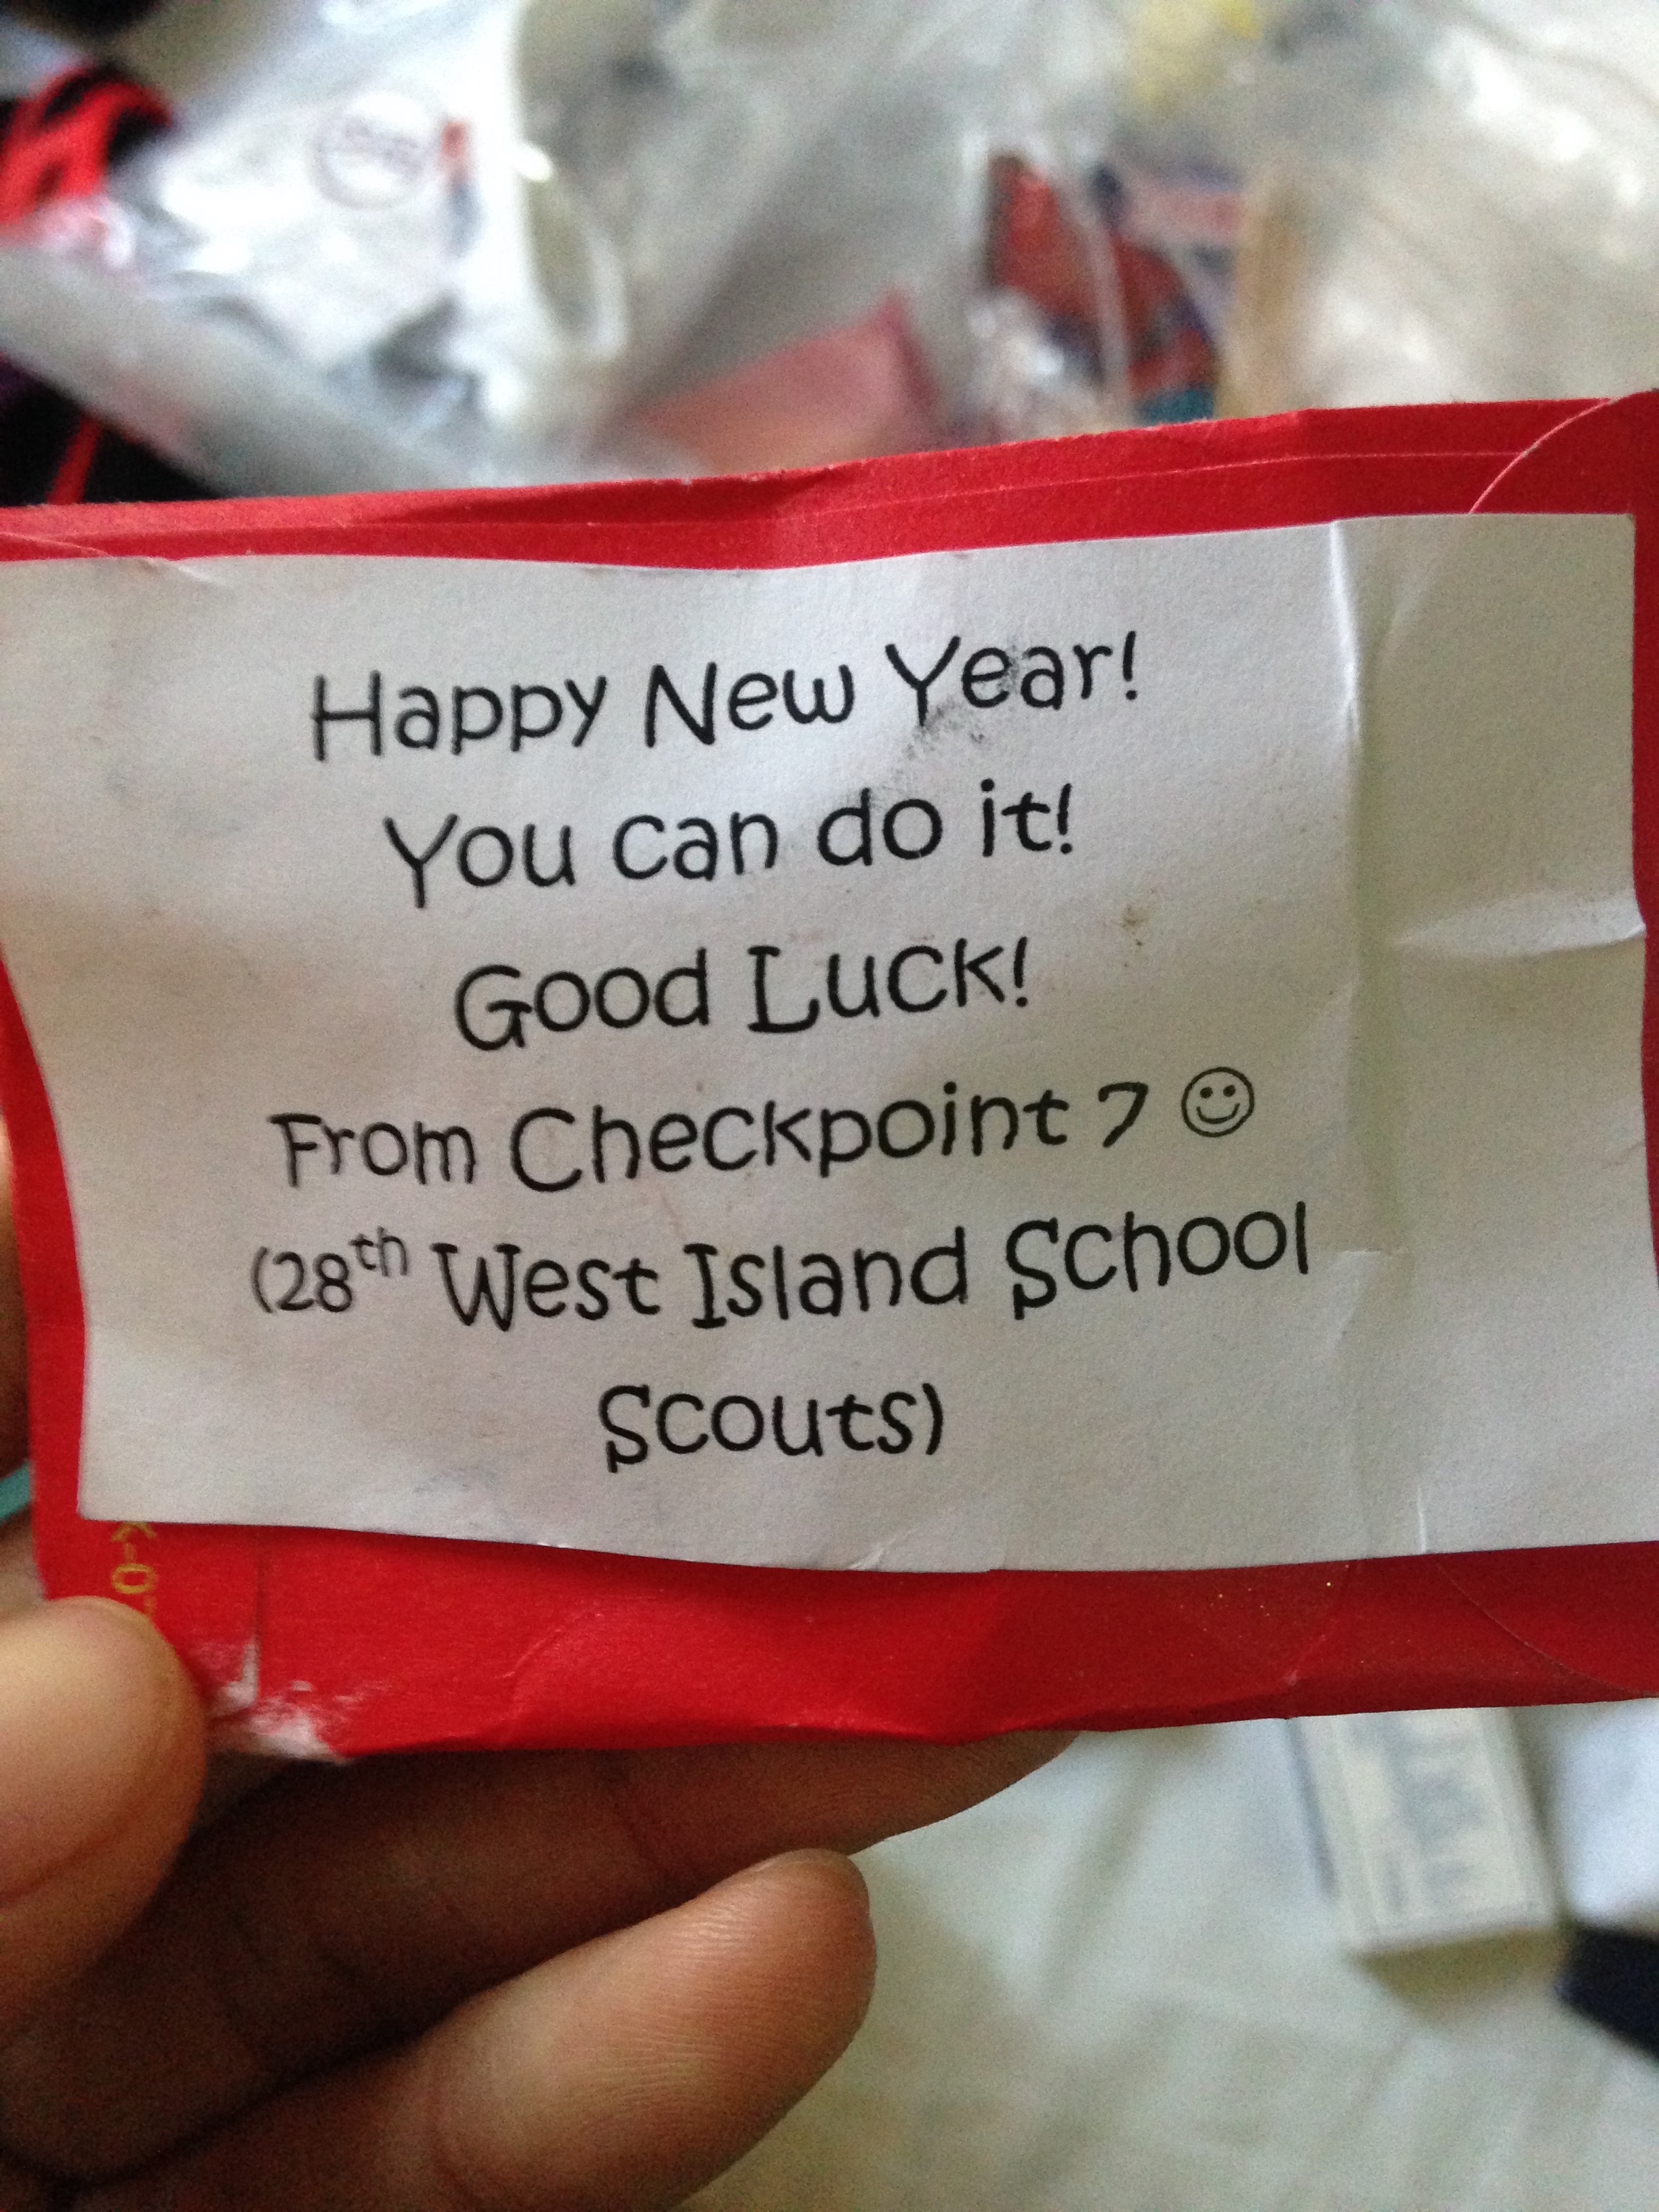 Happy New Year!
You can do it!
Good Luck!
From Checkpoint 7 ☺
(28th West Island School
Scouts)